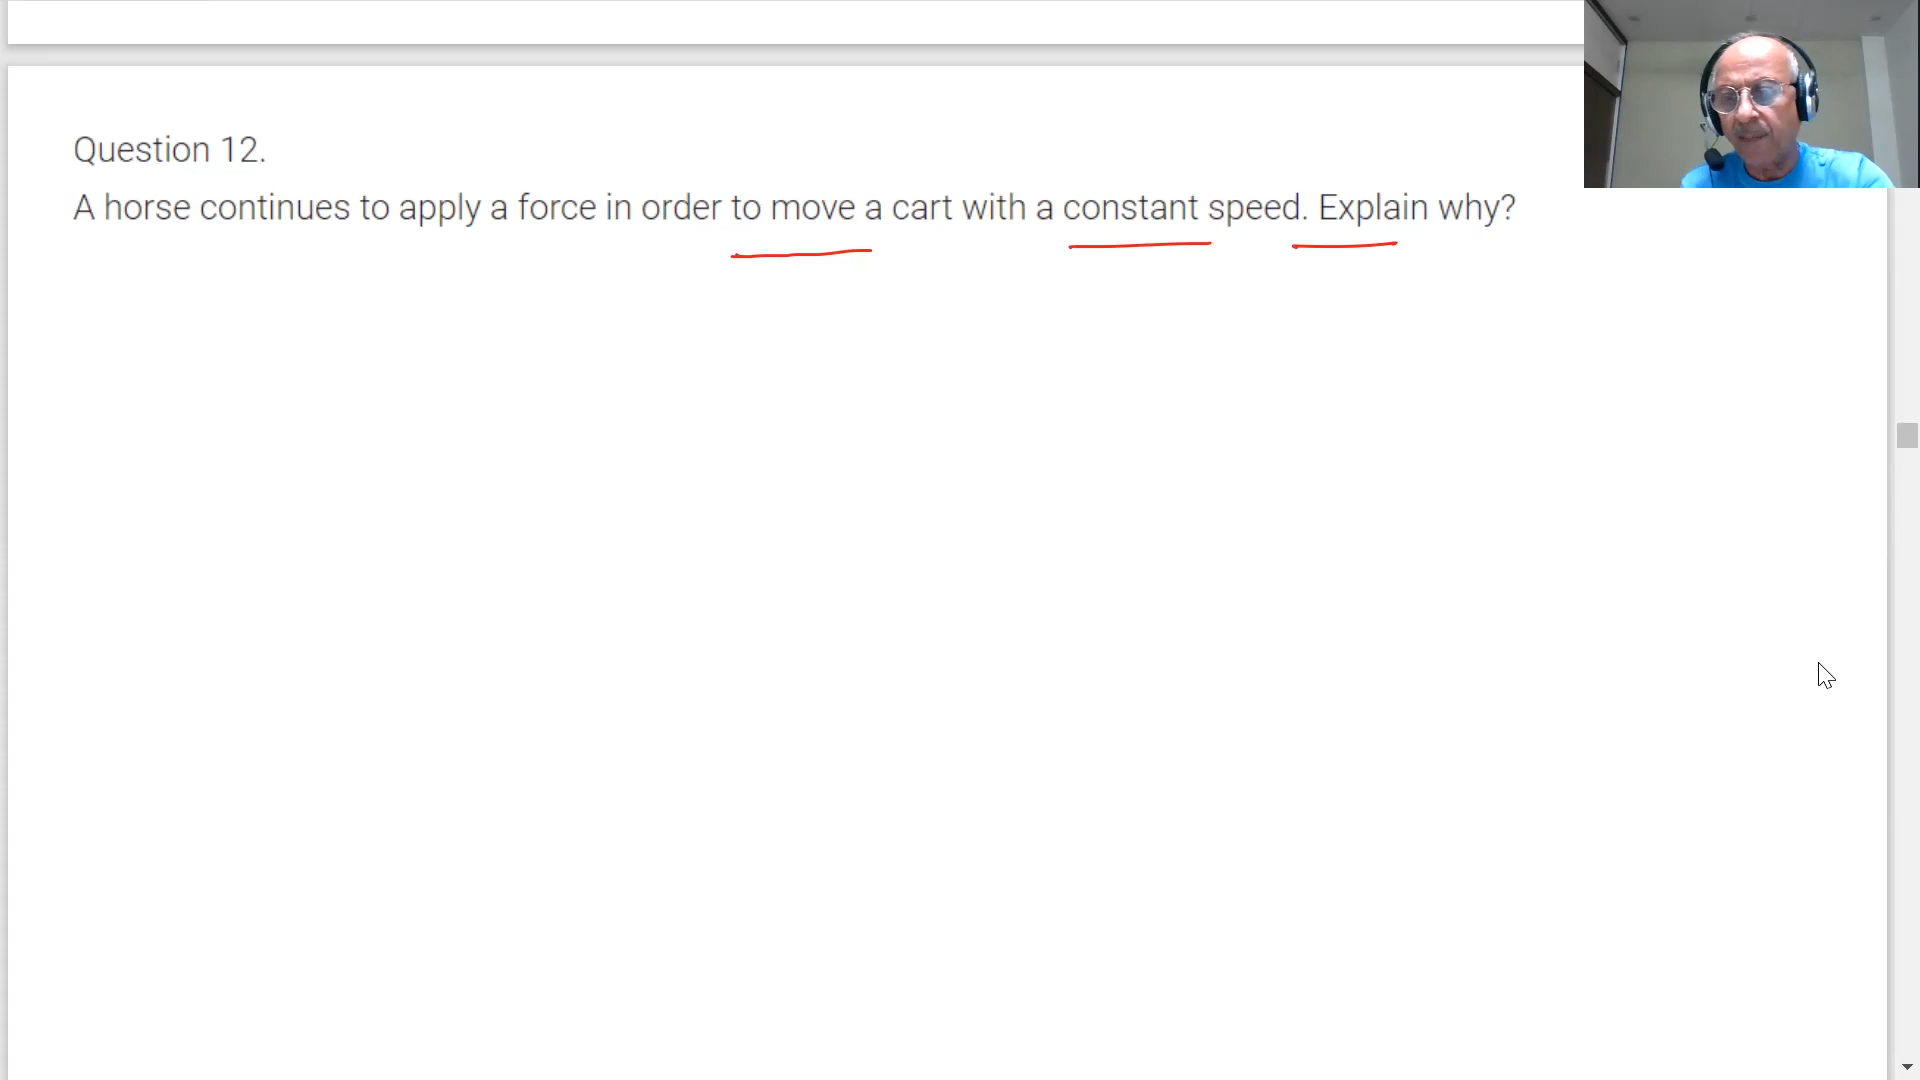 Question 12.
A horse continues to apply a force in order to move a cart with a constant speed. Explain why?